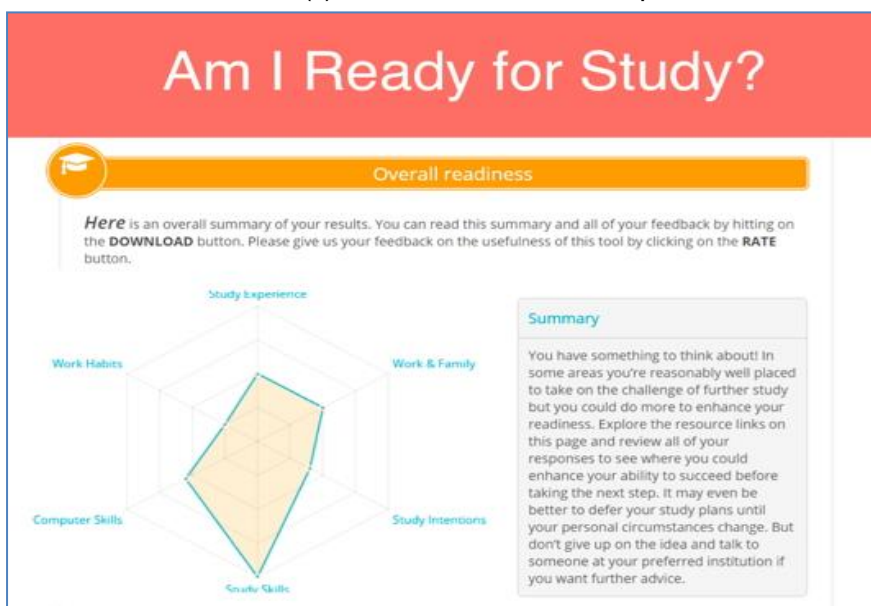 Am I Ready for Study?
Overall readiness
Here is an overall summary of your results. You can read this summary and all of your feedback by hitting on
the DOWNLOAD button. Please give us your feedback on the usefulness of this tool by clicking on the RATE
button.
Study Experience
Work Habits
Work & Family
Computer Skills
Study Intentions
Study Skills
Summary
You have something to think about! In
some areas you're reasonably well placed
to take on the challenge of further study
but you could do more to enhance your
readiness. Explore the resource links on
this page and review all of your
responses to see where you could
enhance your ability to succeed before
taking the next step. It may even be
better to defer your study plans until
your personal circumstances change. But
don't give up on the idea and talk to
someone at your preferred institution if
you want further advice.